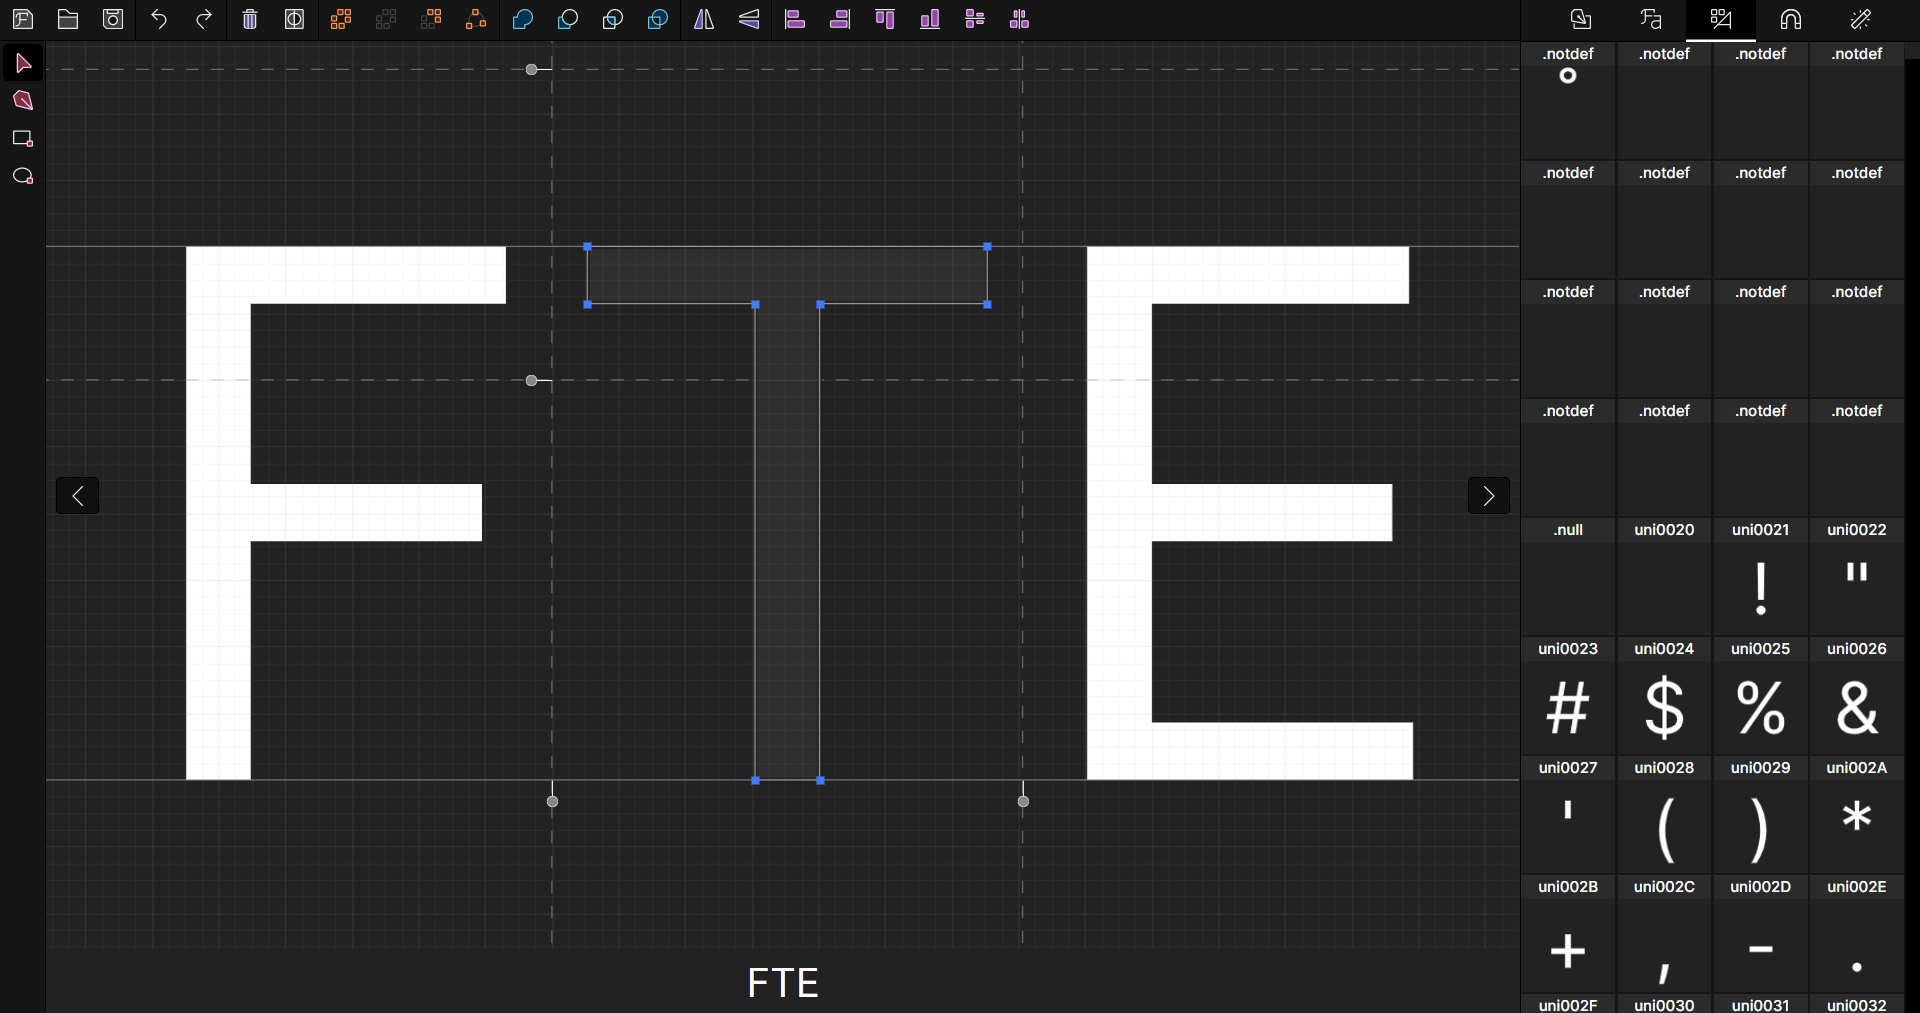 F T E
FTE
.notdef .notdef .notdef .notdef
°
.notdef .notdef .notdef .notdef
.notdef .notdef .notdef .notdef
.notdef .notdef .notdef .notdef
.null uni0020 uni0021 uni0022
! "
uni0023 uni0024 uni0025 uni0026
# $ % &
uni0027 uni0028 uni0029 uni002A
' ( ) *
uni002B uni002C uni002D uni002E
+ , - .
uni002F uni0030 uni0031 uni0032